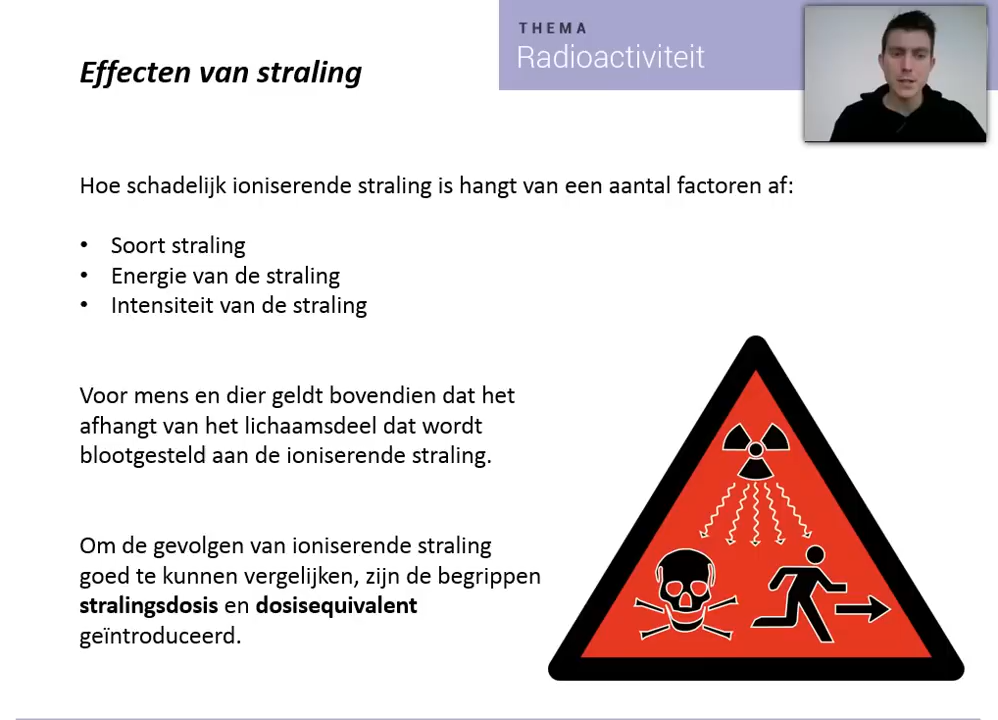 THEMA
Radioactiviteit
Effecten van straling
Hoe schadelijk ioniserende straling is hangt van een aantal factoren af:
• Soort straling
• Energie van de straling
• Intensiteit van de straling
Voor mens en dier geldt bovendien dat het
afhangt van het lichaamsdeel dat wordt
blootgesteld aan de ioniserende straling.
Om de gevolgen van ioniserende straling
goed te kunnen vergelijken, zijn de begrippen
stralingsdosis en dosisequivalent
geïntroduceerd.